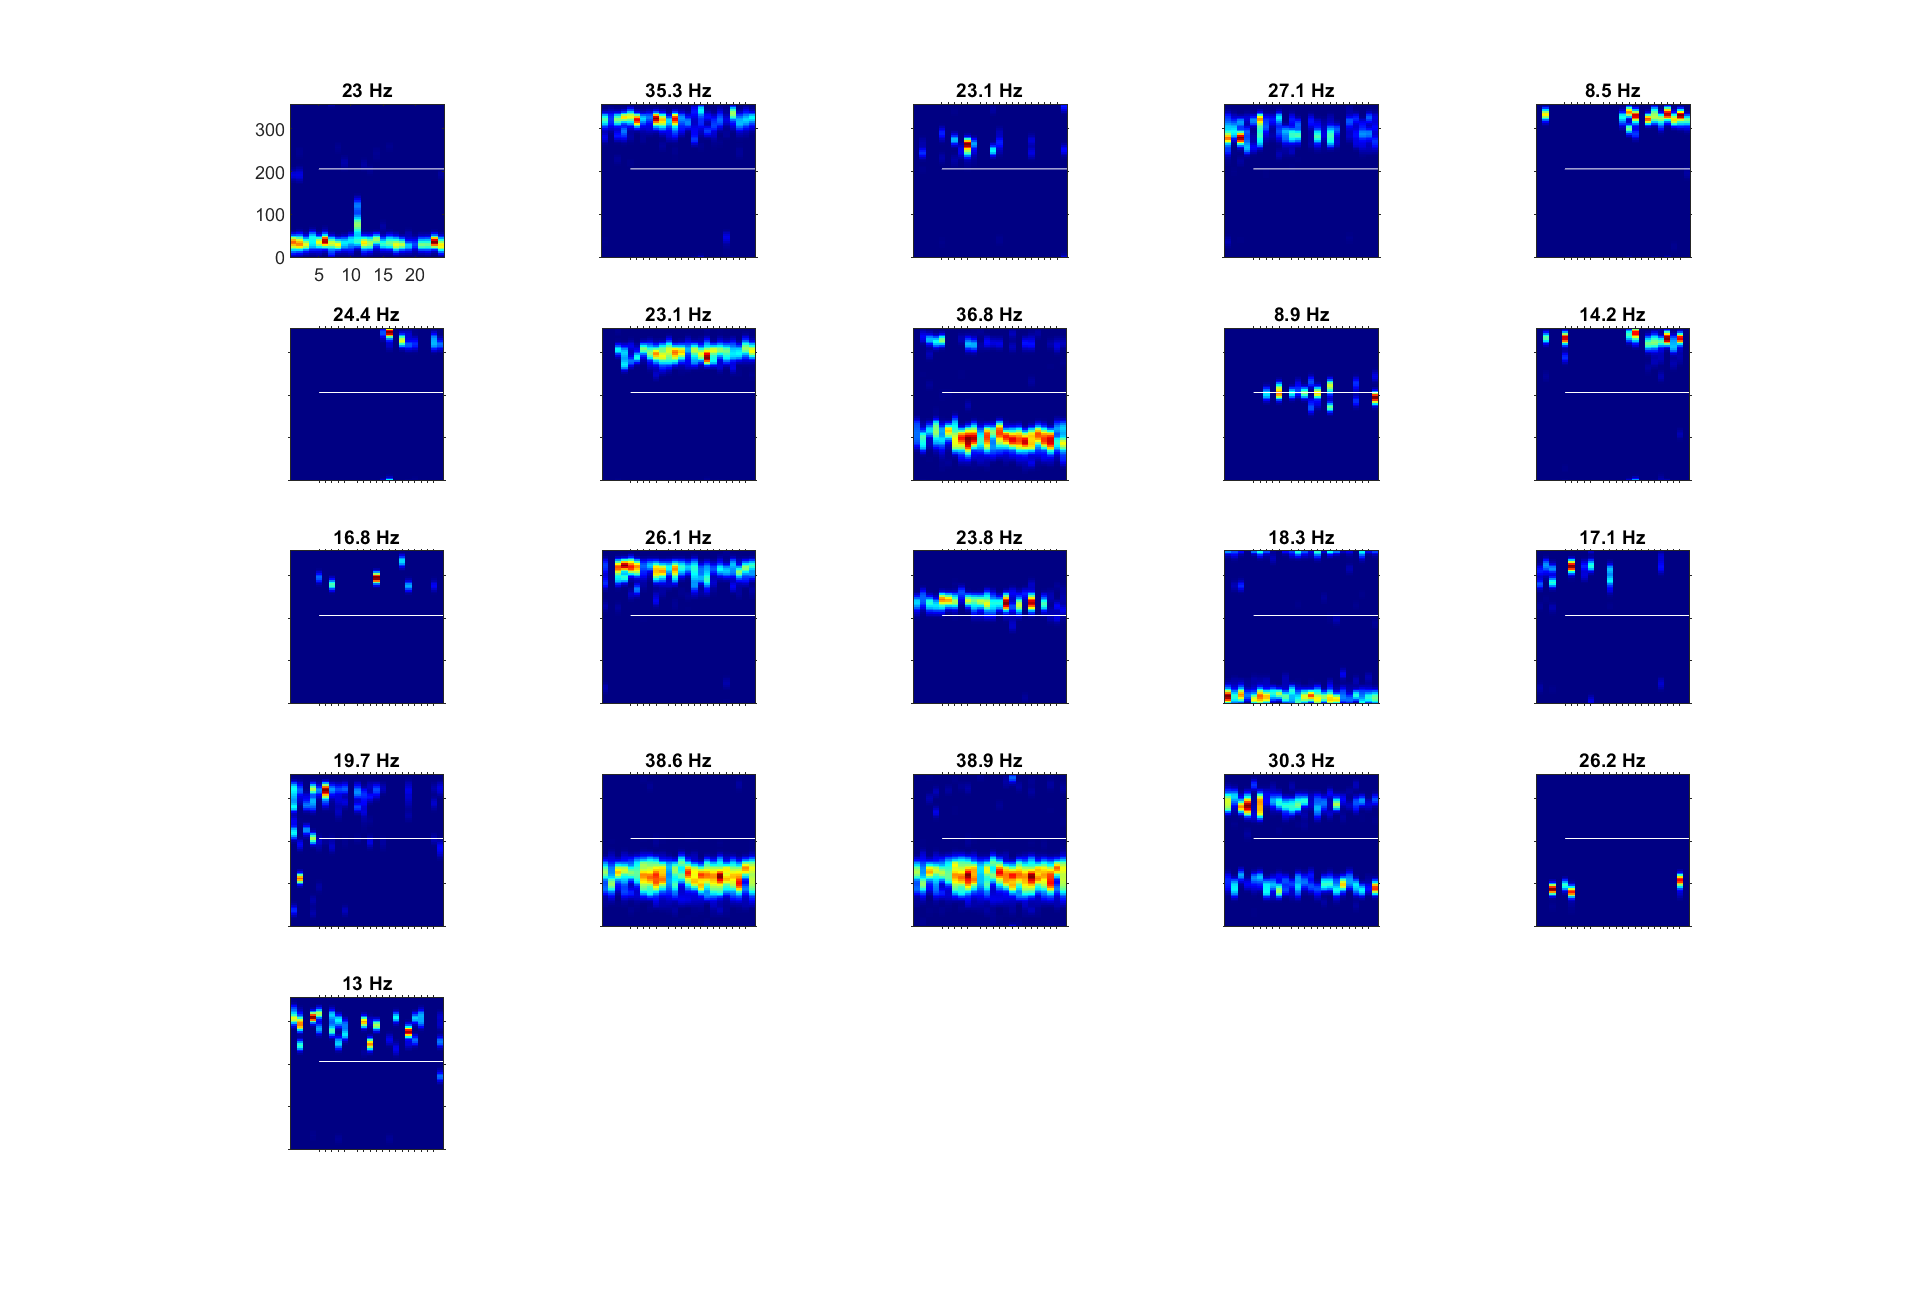 23 Hz
35.3 Hz
23.1 Hz
27.1 Hz
8.5 Hz
300
200
100
0
5 10 15 20
24.4 Hz
23.1 Hz
36.8 Hz
8.9 Hz
14.2 Hz
16.8 Hz
26.1 Hz
23.8 Hz
18.3 Hz
17.1 Hz
19.7 Hz
38.6 Hz
38.9 Hz
30.3 Hz
26.2 Hz
13 Hz